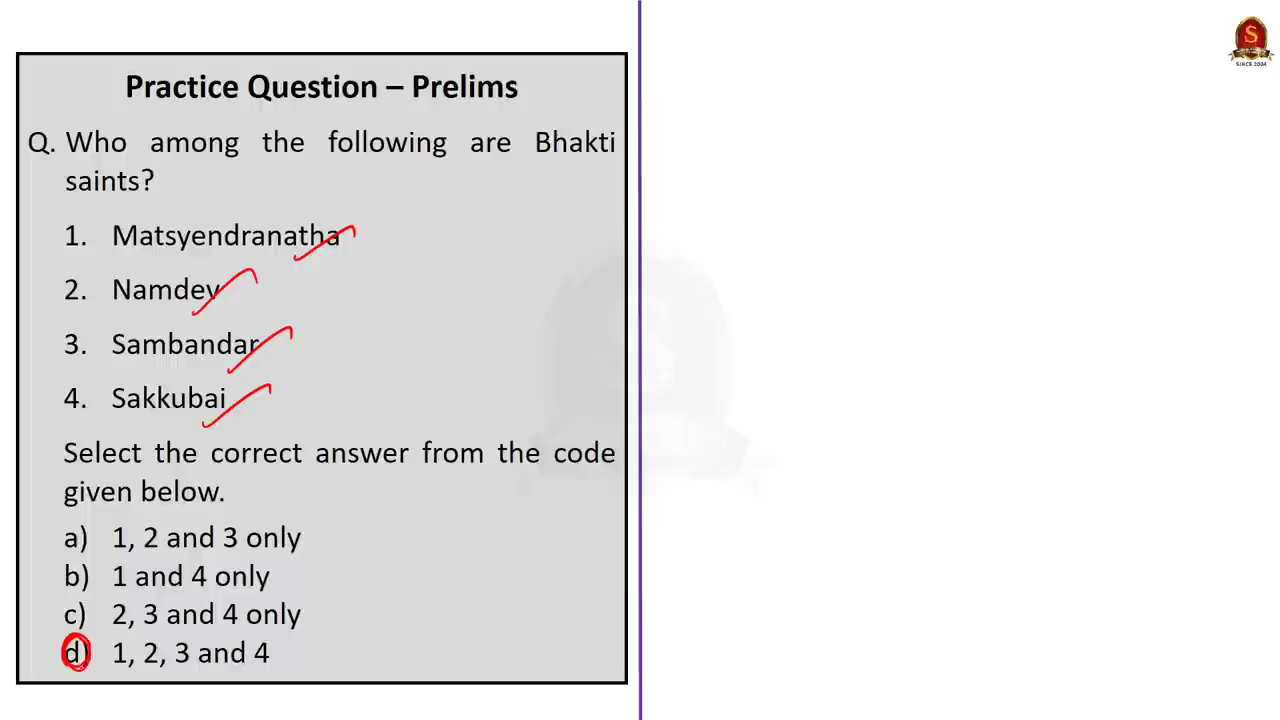 Practice Question – Prelims
Q. Who among the following are Bhakti
saints?
1. Matsyendranatha
2. Namdev
3. Sambandar
4. Sakkubai
Select the correct answer from the code
given below.
a) 1, 2 and 3 only
b) 1 and 4 only
c) 2, 3 and 4 only
d) 1, 2, 3 and 4
S
SINCE 2004